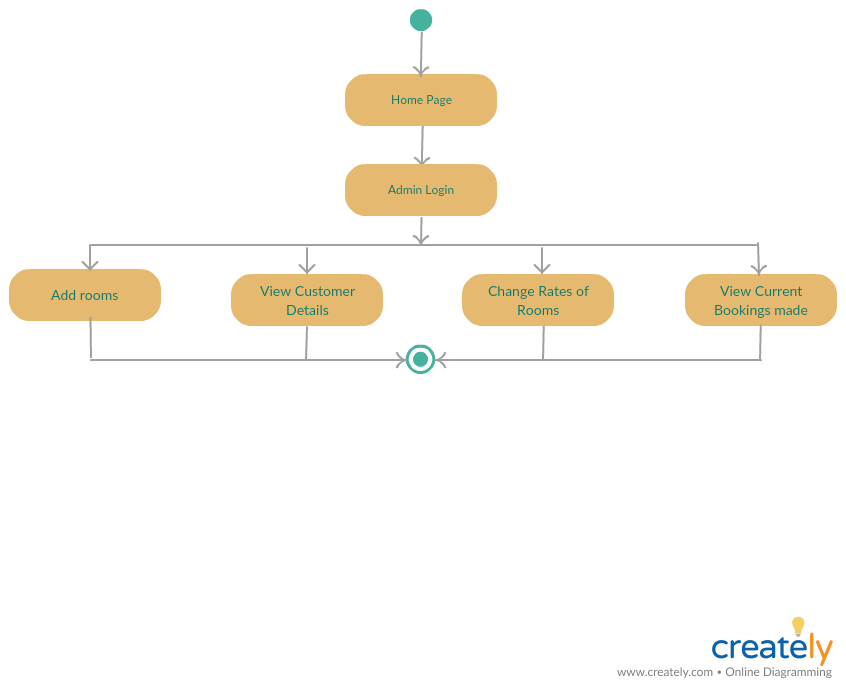 Home Page
Admin Login
Add rooms
View Customer
Details
Change Rates of
Rooms
View Current
Bookings made
creately
www.creately.com • Online Diagramming